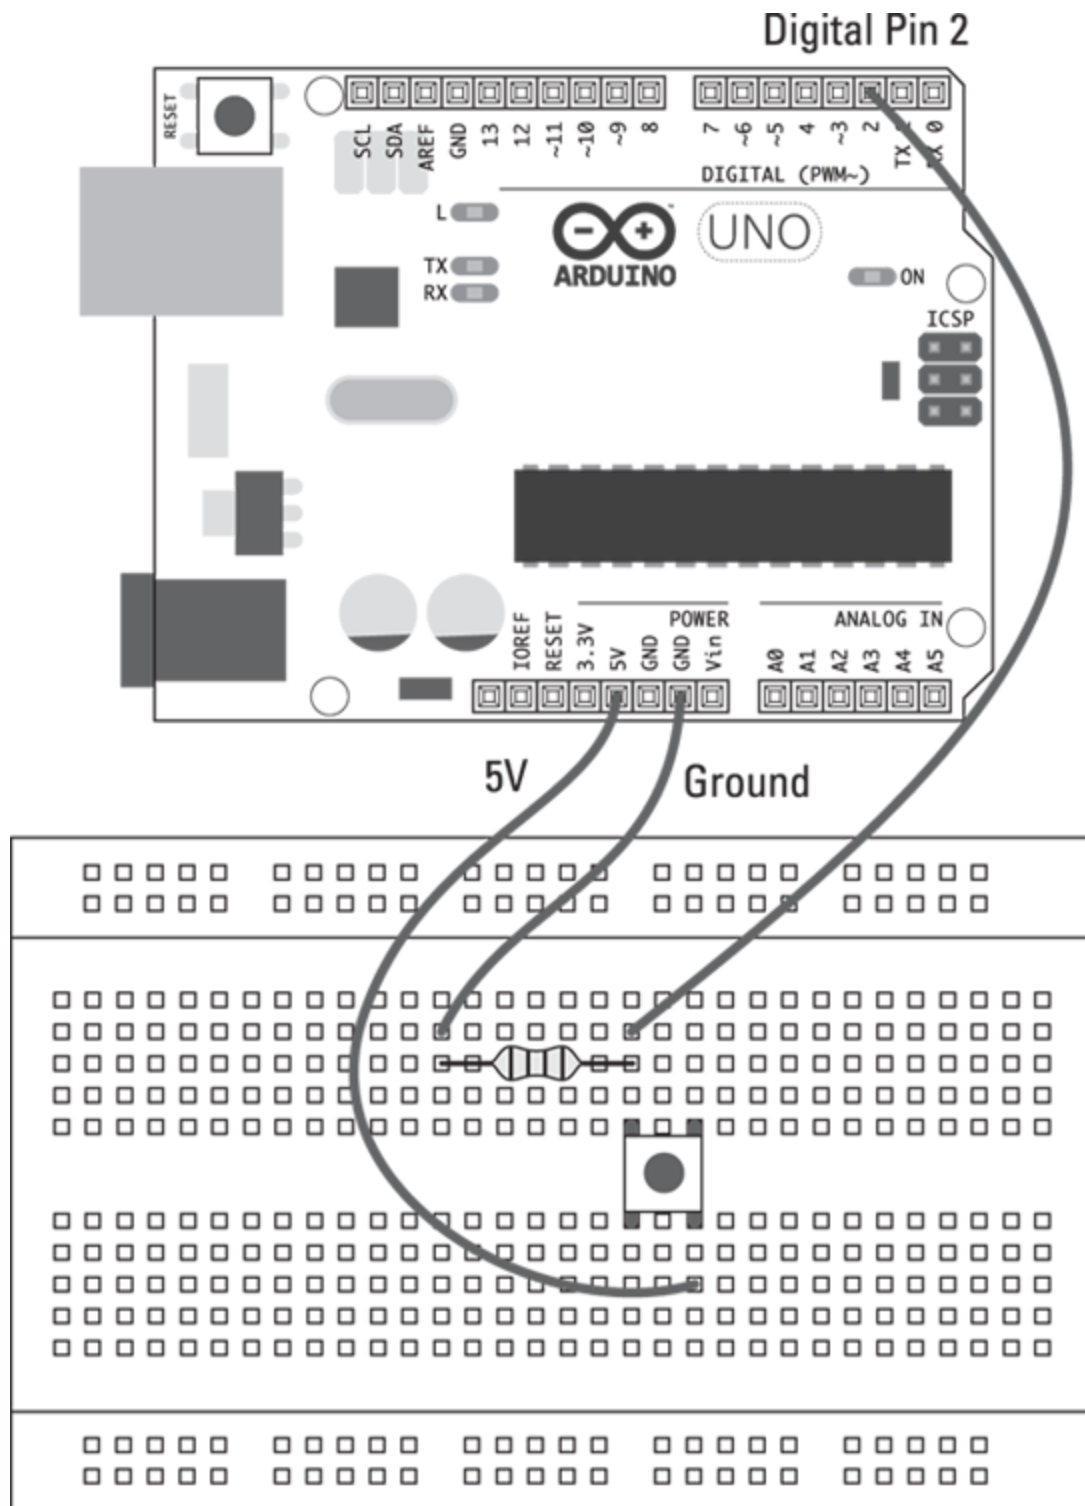 Digital Pin 2
RESET
SCL
SDA
AREF
GND
13
12
~11
~10
~9
8
7
~6
~5
4
~3
2
TX
RX 0
DIGITAL (PWM~)
L
TX
RX
ARDUINO
UNO
ON
ICSP
POWER
ANALOG IN
IOREF
RESET
3.3V
5V
GND
GND
Vin
A0
A1
A2
A3
A4
A5
5V
Ground